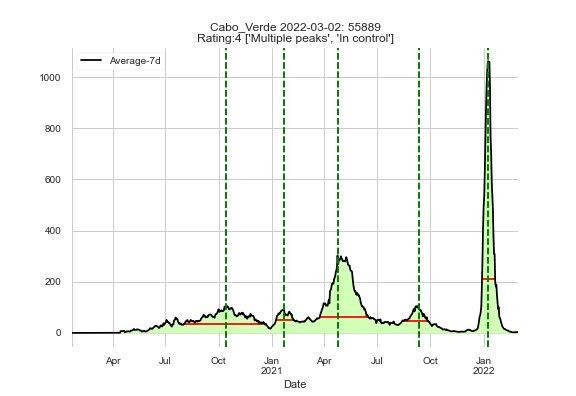 Cabo_Verde 2022-03-02: 55889
Rating:4 ['Multiple peaks', 'In control']
Average-7d
1000
800
600
400
200
0
Apr Jul Oct Jan Apr Jul Oct Jan
2021 2022
Date